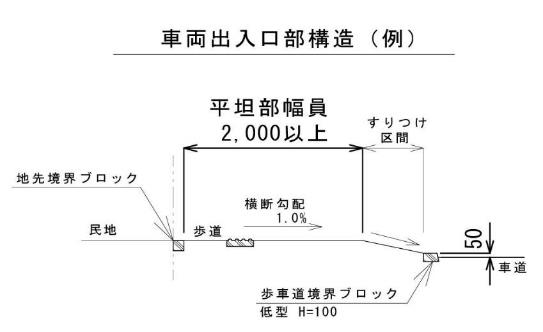 車両出入口部構造（例）
平坦部幅員
2,000以上
すりつけ
区間
地先境界ブロック
横断勾配
1.0%
民地
歩道
50
車道
歩車道境界ブロック
低型 H=100